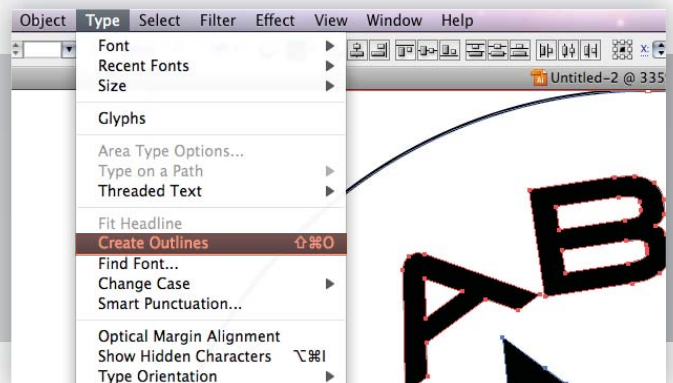 Object Type Select Filter Effect View Window Help
Font
Recent Fonts
Size
x:
Untitled-2 @ 335
Glyphs
Area Type Options...
Type on a Path
Threaded Text
Fit Headline
Create Outlines ⇧⌘O
Find Font...
Change Case
Smart Punctuation...
Optical Margin Alignment
Show Hidden Characters ⌥⌘I
Type Orientation
A B